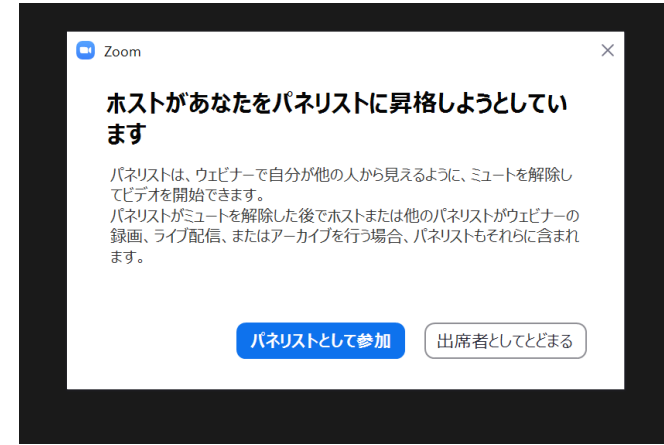 Zoom
ホストがあなたをパネリストに昇格しようとしてい
ます
パネリストは、ウェビナーで自分が他の人から見えるように、ミュートを解除し
てビデオを開始できます。
パネリストがミュートを解除した後でホストまたは他のパネリストがウェビナーの
録画、ライブ配信、またはアーカイブを行う場合、パネリストもそれらに含まれ
ます。
パネリストとして参加
出席者としてとどまる